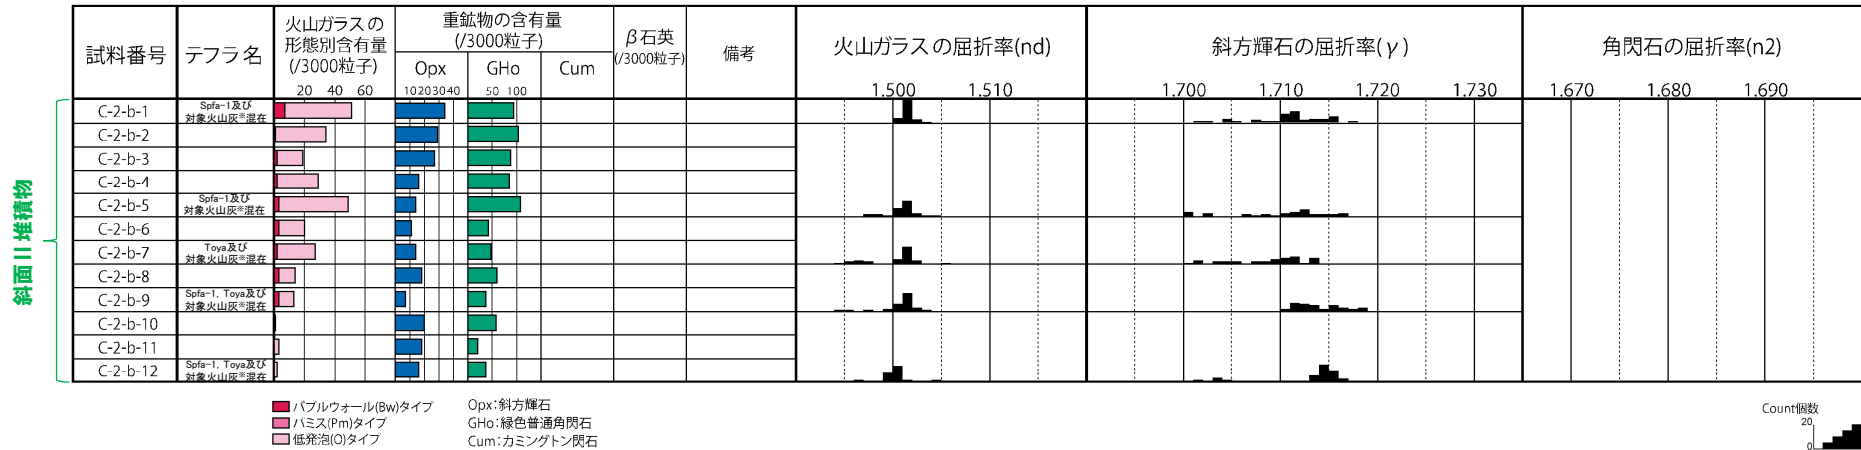 試料番号
テフラ名
火山ガラスの
形態別含有量
(/3000粒子)
20 40 60
重鉱物の含有量
(/3000粒子)
Opx GHo Cum
10 20 30 40
50 100
β石英
(/3000粒子)
備考
火山ガラスの屈折率(nd)
1.500 1.510
斜方輝石の屈折率(γ)
1.700 1.710 1.720 1.730
角閃石の屈折率(n2)
1.670 1.680 1.690
斜面II堆積物
C-2-b-1
Spfa-1及び
対象火山灰※混在
C-2-b-2
C-2-b-3
C-2-b-4
C-2-b-5
Spfa-1及び
対象火山灰※混在
C-2-b-6
C-2-b-7
Toya及び
対象火山灰※混在
C-2-b-8
C-2-b-9
Spfa-1, Toya及び
対象火山灰※混在
C-2-b-10
C-2-b-11
C-2-b-12
Spfa-1, Toya及び
対象火山灰※混在
バブルウォール(Bw)タイプ
パミス(Pm)タイプ
低発泡(O)タイプ
Opx:斜方輝石
GHo:緑色普通角閃石
Cum:カミングトン閃石
Count個数
20
0